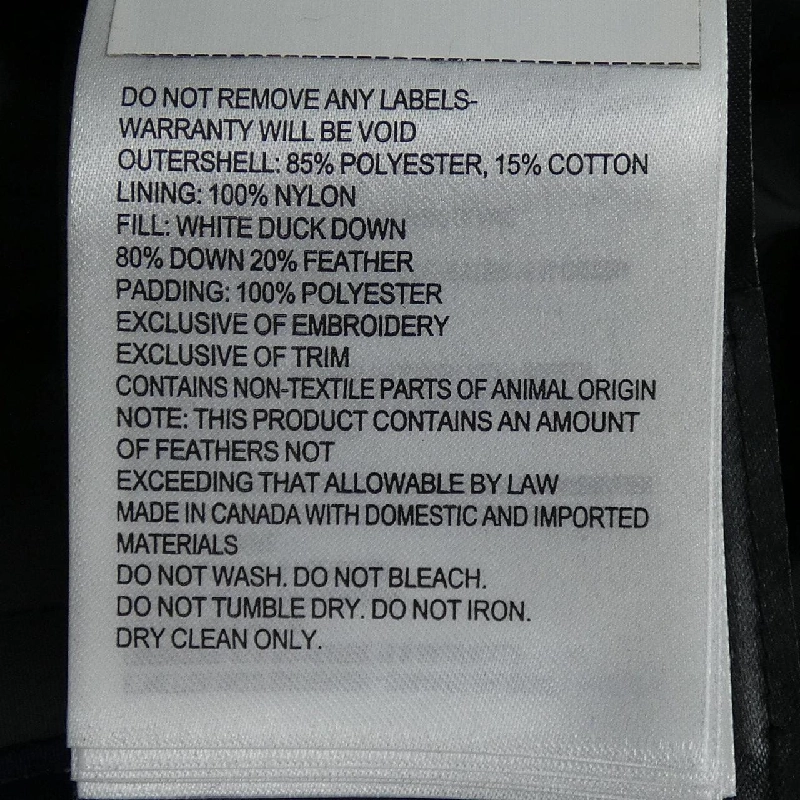 DO NOT REMOVE ANY LABELS-
WARRANTY WILL BE VOID
OUTERSHELL: 85% POLYESTER, 15% COTTON
LINING: 100% NYLON
FILL: WHITE DUCK DOWN
80% DOWN 20% FEATHER
PADDING: 100% POLYESTER
EXCLUSIVE OF EMBROIDERY
EXCLUSIVE OF TRIM
CONTAINS NON-TEXTILE PARTS OF ANIMAL ORIGIN
NOTE: THIS PRODUCT CONTAINS AN AMOUNT
OF FEATHERS NOT
EXCEEDING THAT ALLOWABLE BY LAW
MADE IN CANADA WITH DOMESTIC AND IMPORTED
MATERIALS
DO NOT WASH. DO NOT BLEACH.
DO NOT TUMBLE DRY. DO NOT IRON.
DRY CLEAN ONLY.